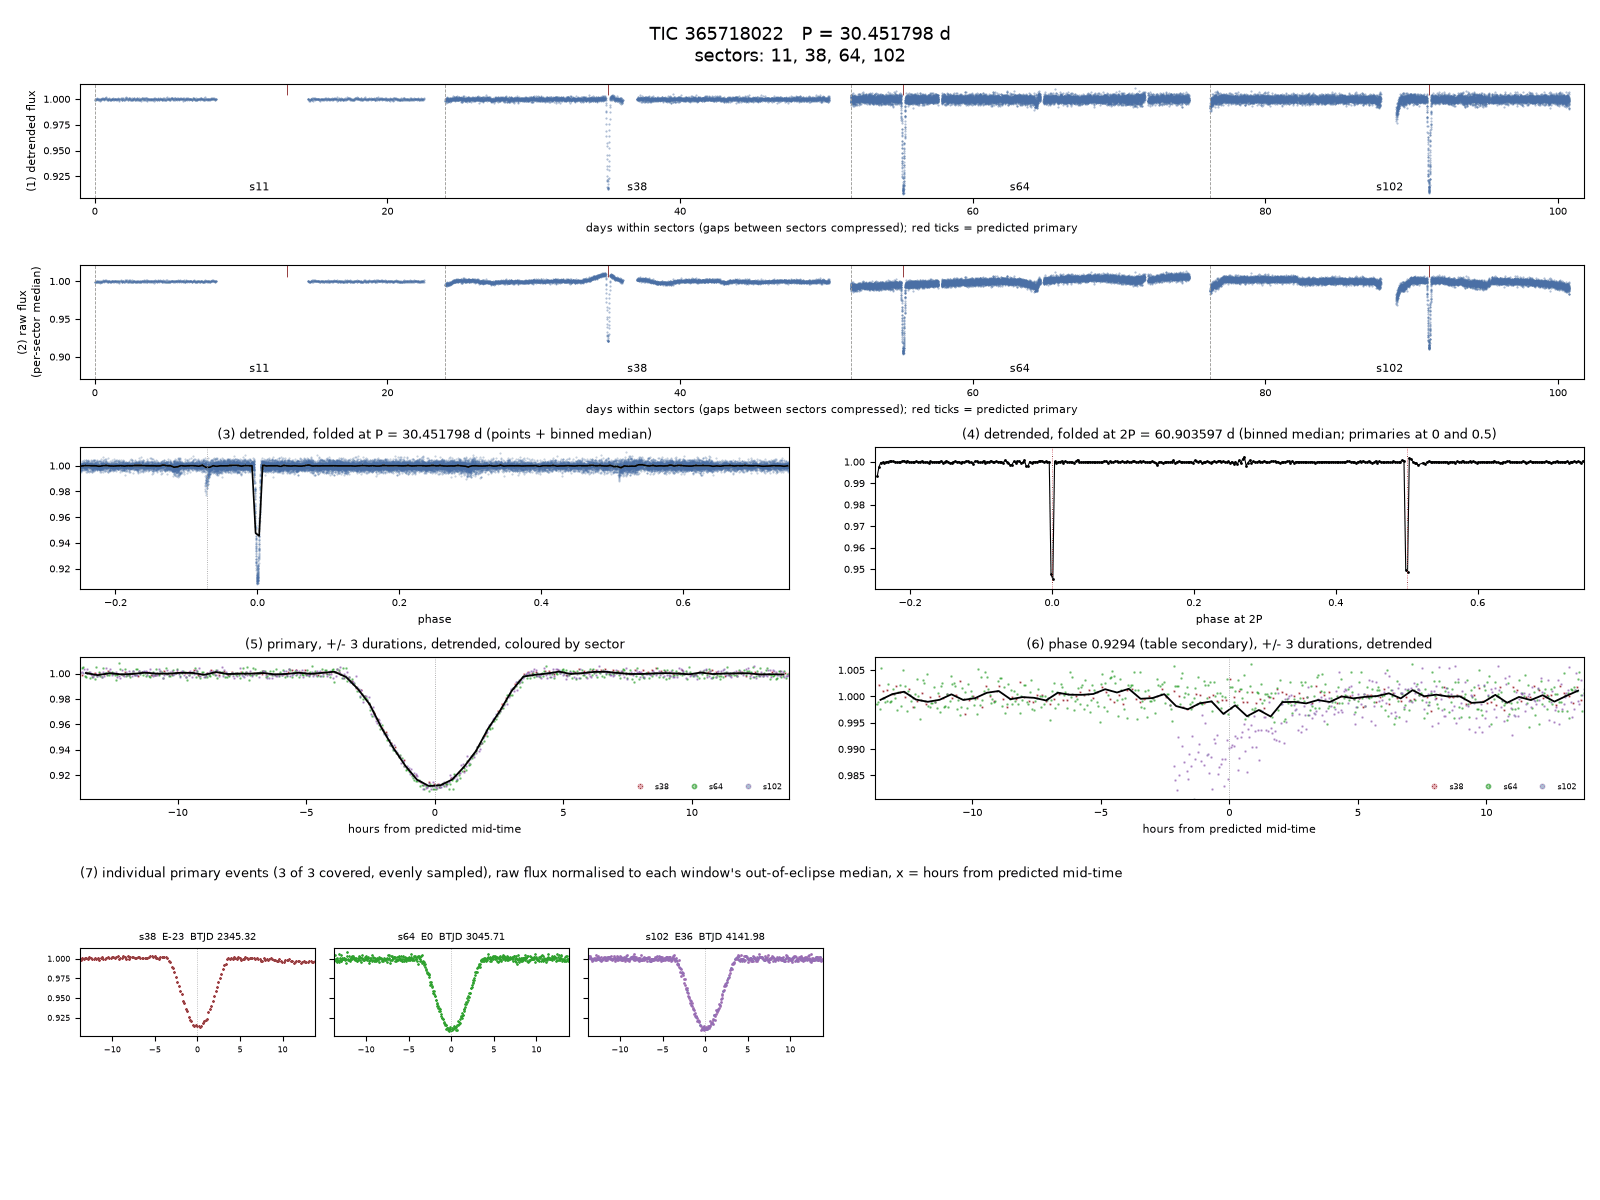 TIC 365718022   P = 30.451798 d
sectors: 11, 38, 64, 102
(1) detrended flux
1.000
0.975
0.950
0.925
s11
s38
s64
s102
0
20
40
60
80
100
days within sectors (gaps between sectors compressed); red ticks = predicted primary
(2) raw flux
(per-sector median)
1.00
0.95
0.90
s11
s38
s64
s102
0
20
40
60
80
100
days within sectors (gaps between sectors compressed); red ticks = predicted primary
(3) detrended, folded at P = 30.451798 d (points + binned median)
1.00
0.98
0.96
0.94
0.92
−0.2
0.0
0.2
0.4
0.6
phase
(4) detrended, folded at 2P = 60.903597 d (binned median; primaries at 0 and 0.5)
1.00
0.99
0.98
0.97
0.96
0.95
−0.2
0.0
0.2
0.4
0.6
phase at 2P
(5) primary, +/- 3 durations, detrended, coloured by sector
1.00
0.98
0.96
0.94
0.92
s38
s64
s102
−10
−5
0
5
10
hours from predicted mid-time
(6) phase 0.9294 (table secondary), +/- 3 durations, detrended
1.005
1.000
0.995
0.990
0.985
s38
s64
s102
−10
−5
0
5
10
hours from predicted mid-time
(7) individual primary events (3 of 3 covered, evenly sampled), raw flux normalised to each window's out-of-eclipse median, x = hours from predicted mid-time
s38  E-23  BTJD 2345.32
1.000
0.975
0.950
0.925
−10
−5
0
5
10
s64  E0  BTJD 3045.71
−10
−5
0
5
10
s102  E36  BTJD 4141.98
−10
−5
0
5
10